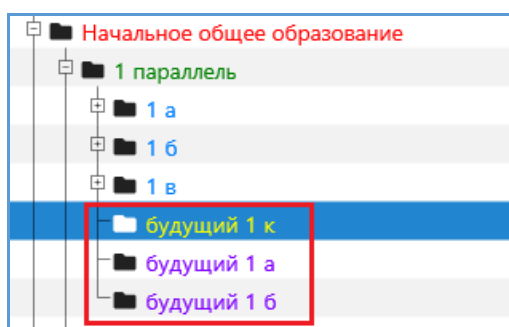 Начальное общее образование
1 параллель
1 а
1 б
1 в
будущий 1 к
будущий 1 а
будущий 1 б